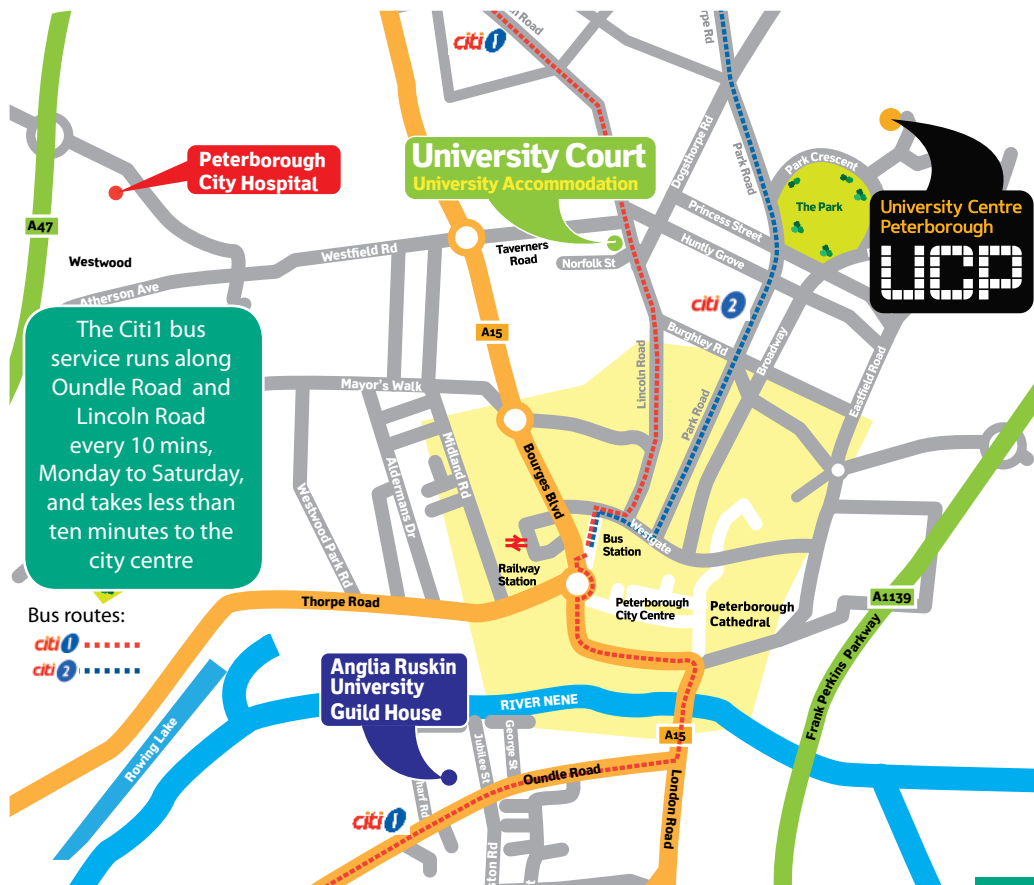 n Road
rpe Rd
citi 1
Peterborough
City Hospital
University Court
University Accommodation
Dogsthorpe Rd
Park Road
Park Crescent
The Park
University Centre
Peterborough
UCP
A47
Westwood
Westfield Rd
Taverners
Road
Norfolk St
Princess Street
Huntly Grove
Atherson Ave
citi 2
The Citi1 bus
service runs along
Oundle Road and
Lincoln Road
every 10 mins,
Monday to Saturday,
and takes less than
ten minutes to the
city centre
A15
Burghley Rd
Broadway
Lincoln Road
Park Road
Eastfield Road
Mayor's Walk
Midland Rd
Aldermans Dr
Westwood Park Rd
Bourges Blvd
Westgate
Bus
Station
Railway
Station
Thorpe Road
Peterborough
City Centre
Peterborough
Cathedral
A1139
Frank Perkins Parkway
Bus routes:
citi 1
citi 2
Anglia Ruskin
University
Guild House
RIVER NENE
Rowing Lake
A15
Jubilee St
George St
Oundle Road
London Road
harf Rd
citi 1
ston Rd